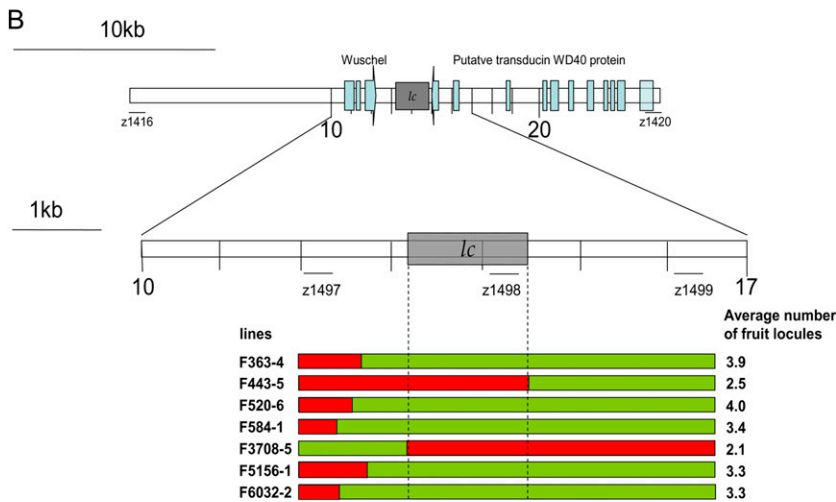 B
10kb
Wuschel
Putatve transducin WD40 protein
lc
z1416
10
20
z1420
1kb
lc
10
z1497
z1498
z1499
17
Average number
of fruit locules
lines
F363-4 3.9
F443-5 2.5
F520-6 4.0
F584-1 3.4
F3708-5 2.1
F5156-1 3.3
F6032-2 3.3